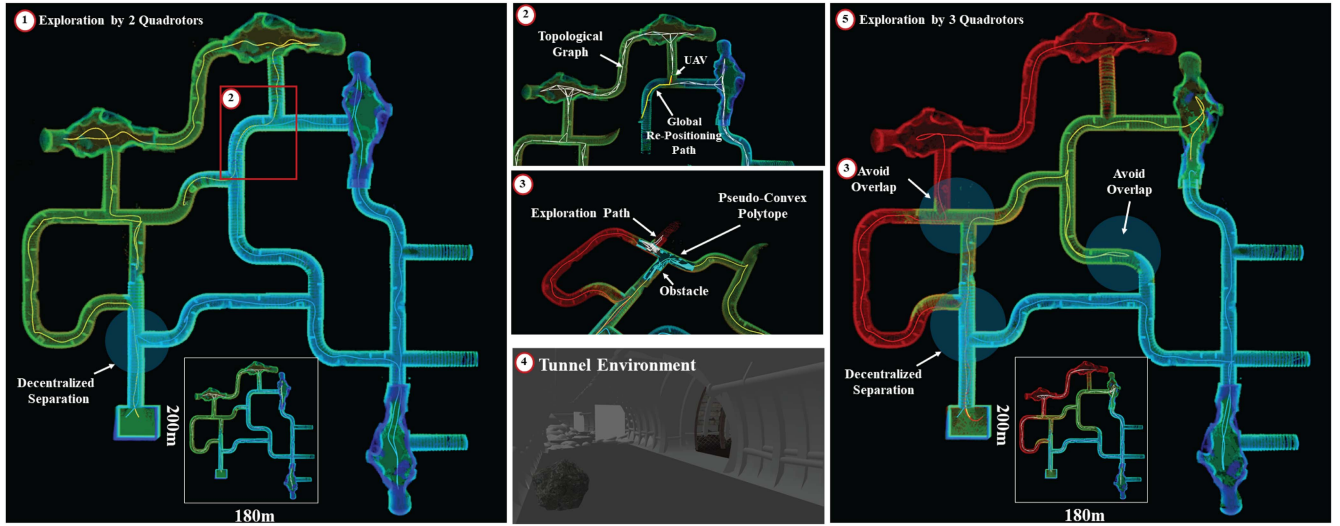 1 Exploration by 2 Quadrotors
2
Decentralized
Separation
200m
180m
2
Topological
Graph
UAV
Global
Re-Positioning
Path
3
Exploration Path
Pseudo-Convex
Polytope
Obstacle
4 Tunnel Environment
5 Exploration by 3 Quadrotors
3 Avoid
Overlap
Avoid
Overlap
Decentralized
Separation
200m
180m